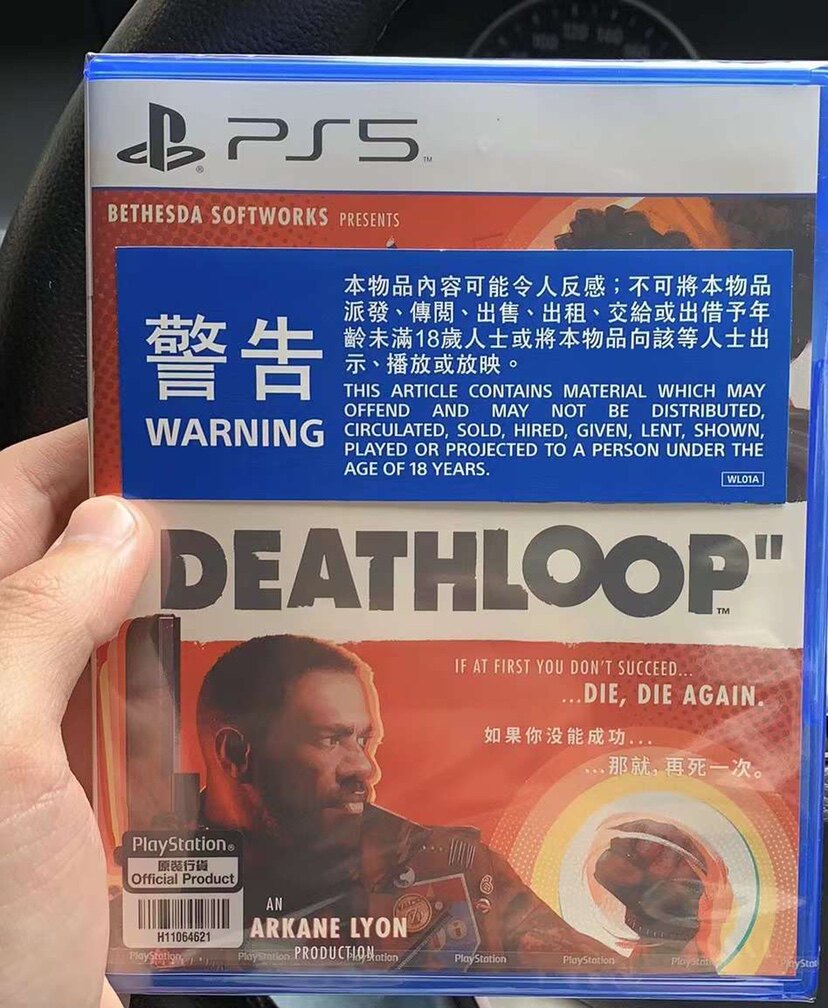 PS5
BETHESDA SOFTWORKS PRESENTS
警告
WARNING
本物品內容可能令人反感；不可將本物品
派發、傳閱、出售、出租、交給或出借予年
齡未滿18歲人士或將本物品向該等人士出
示、播放或放映。
THIS ARTICLE CONTAINS MATERIAL WHICH MAY
OFFEND AND MAY NOT BE DISTRIBUTED,
CIRCULATED, SOLD, HIRED, GIVEN, LENT, SHOWN,
PLAYED OR PROJECTED TO A PERSON UNDER THE
AGE OF 18 YEARS.
WL01A
DEATHLOOP"
TM
IF AT FIRST YOU DON'T SUCCEED...
...DIE, DIE AGAIN.
如果你没能成功...
...那就,再死一次。
PlayStation®
原裝行貨
Official Product
H11064621
AN
ARKANE LYON
PRODUCTION
PlayStation PlayStation PlayStation PlayStation PlayStation